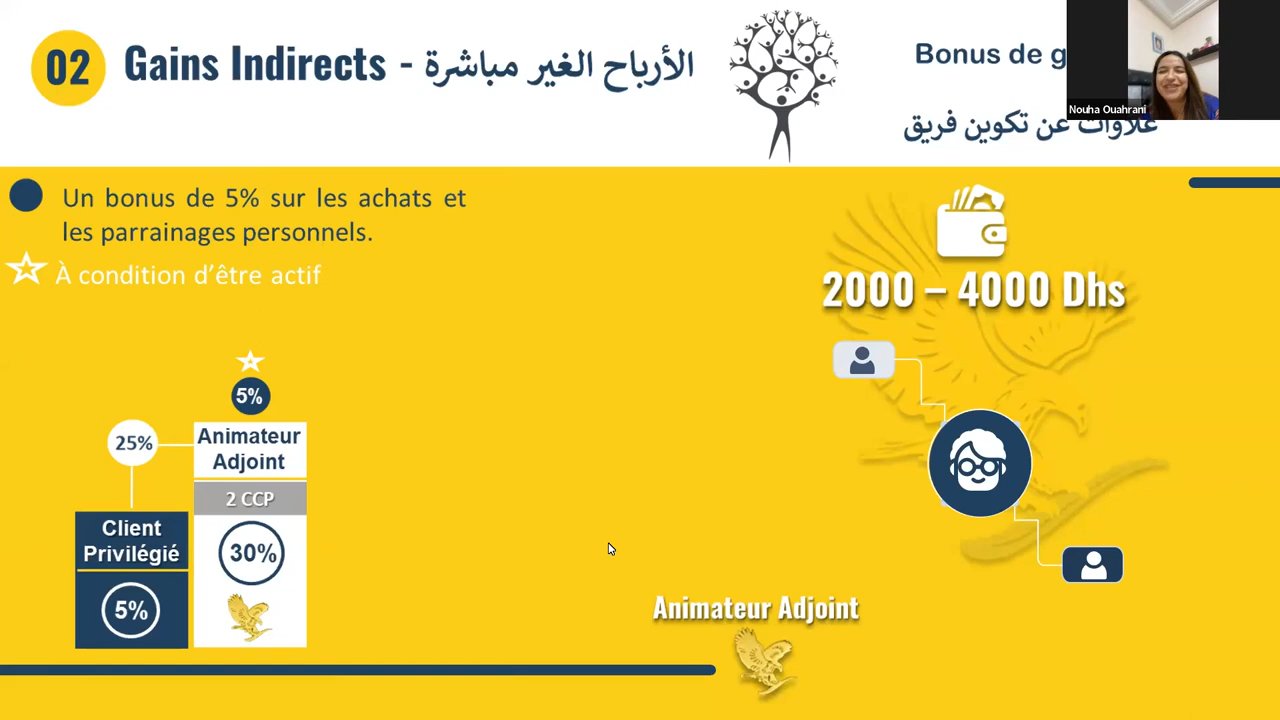 02
Gains Indirects - الأرباح الغير مباشرة
Bonus de
Nouha Ouahrani
علاوات عن تكوين فريق
Un bonus de 5% sur les achats et
les parrainages personnels.
À condition d'être actif
2000 – 4000 Dhs
5%
25%
Animateur
Adjoint
2 CCP
30%
Client
Privilégié
5%
Animateur Adjoint